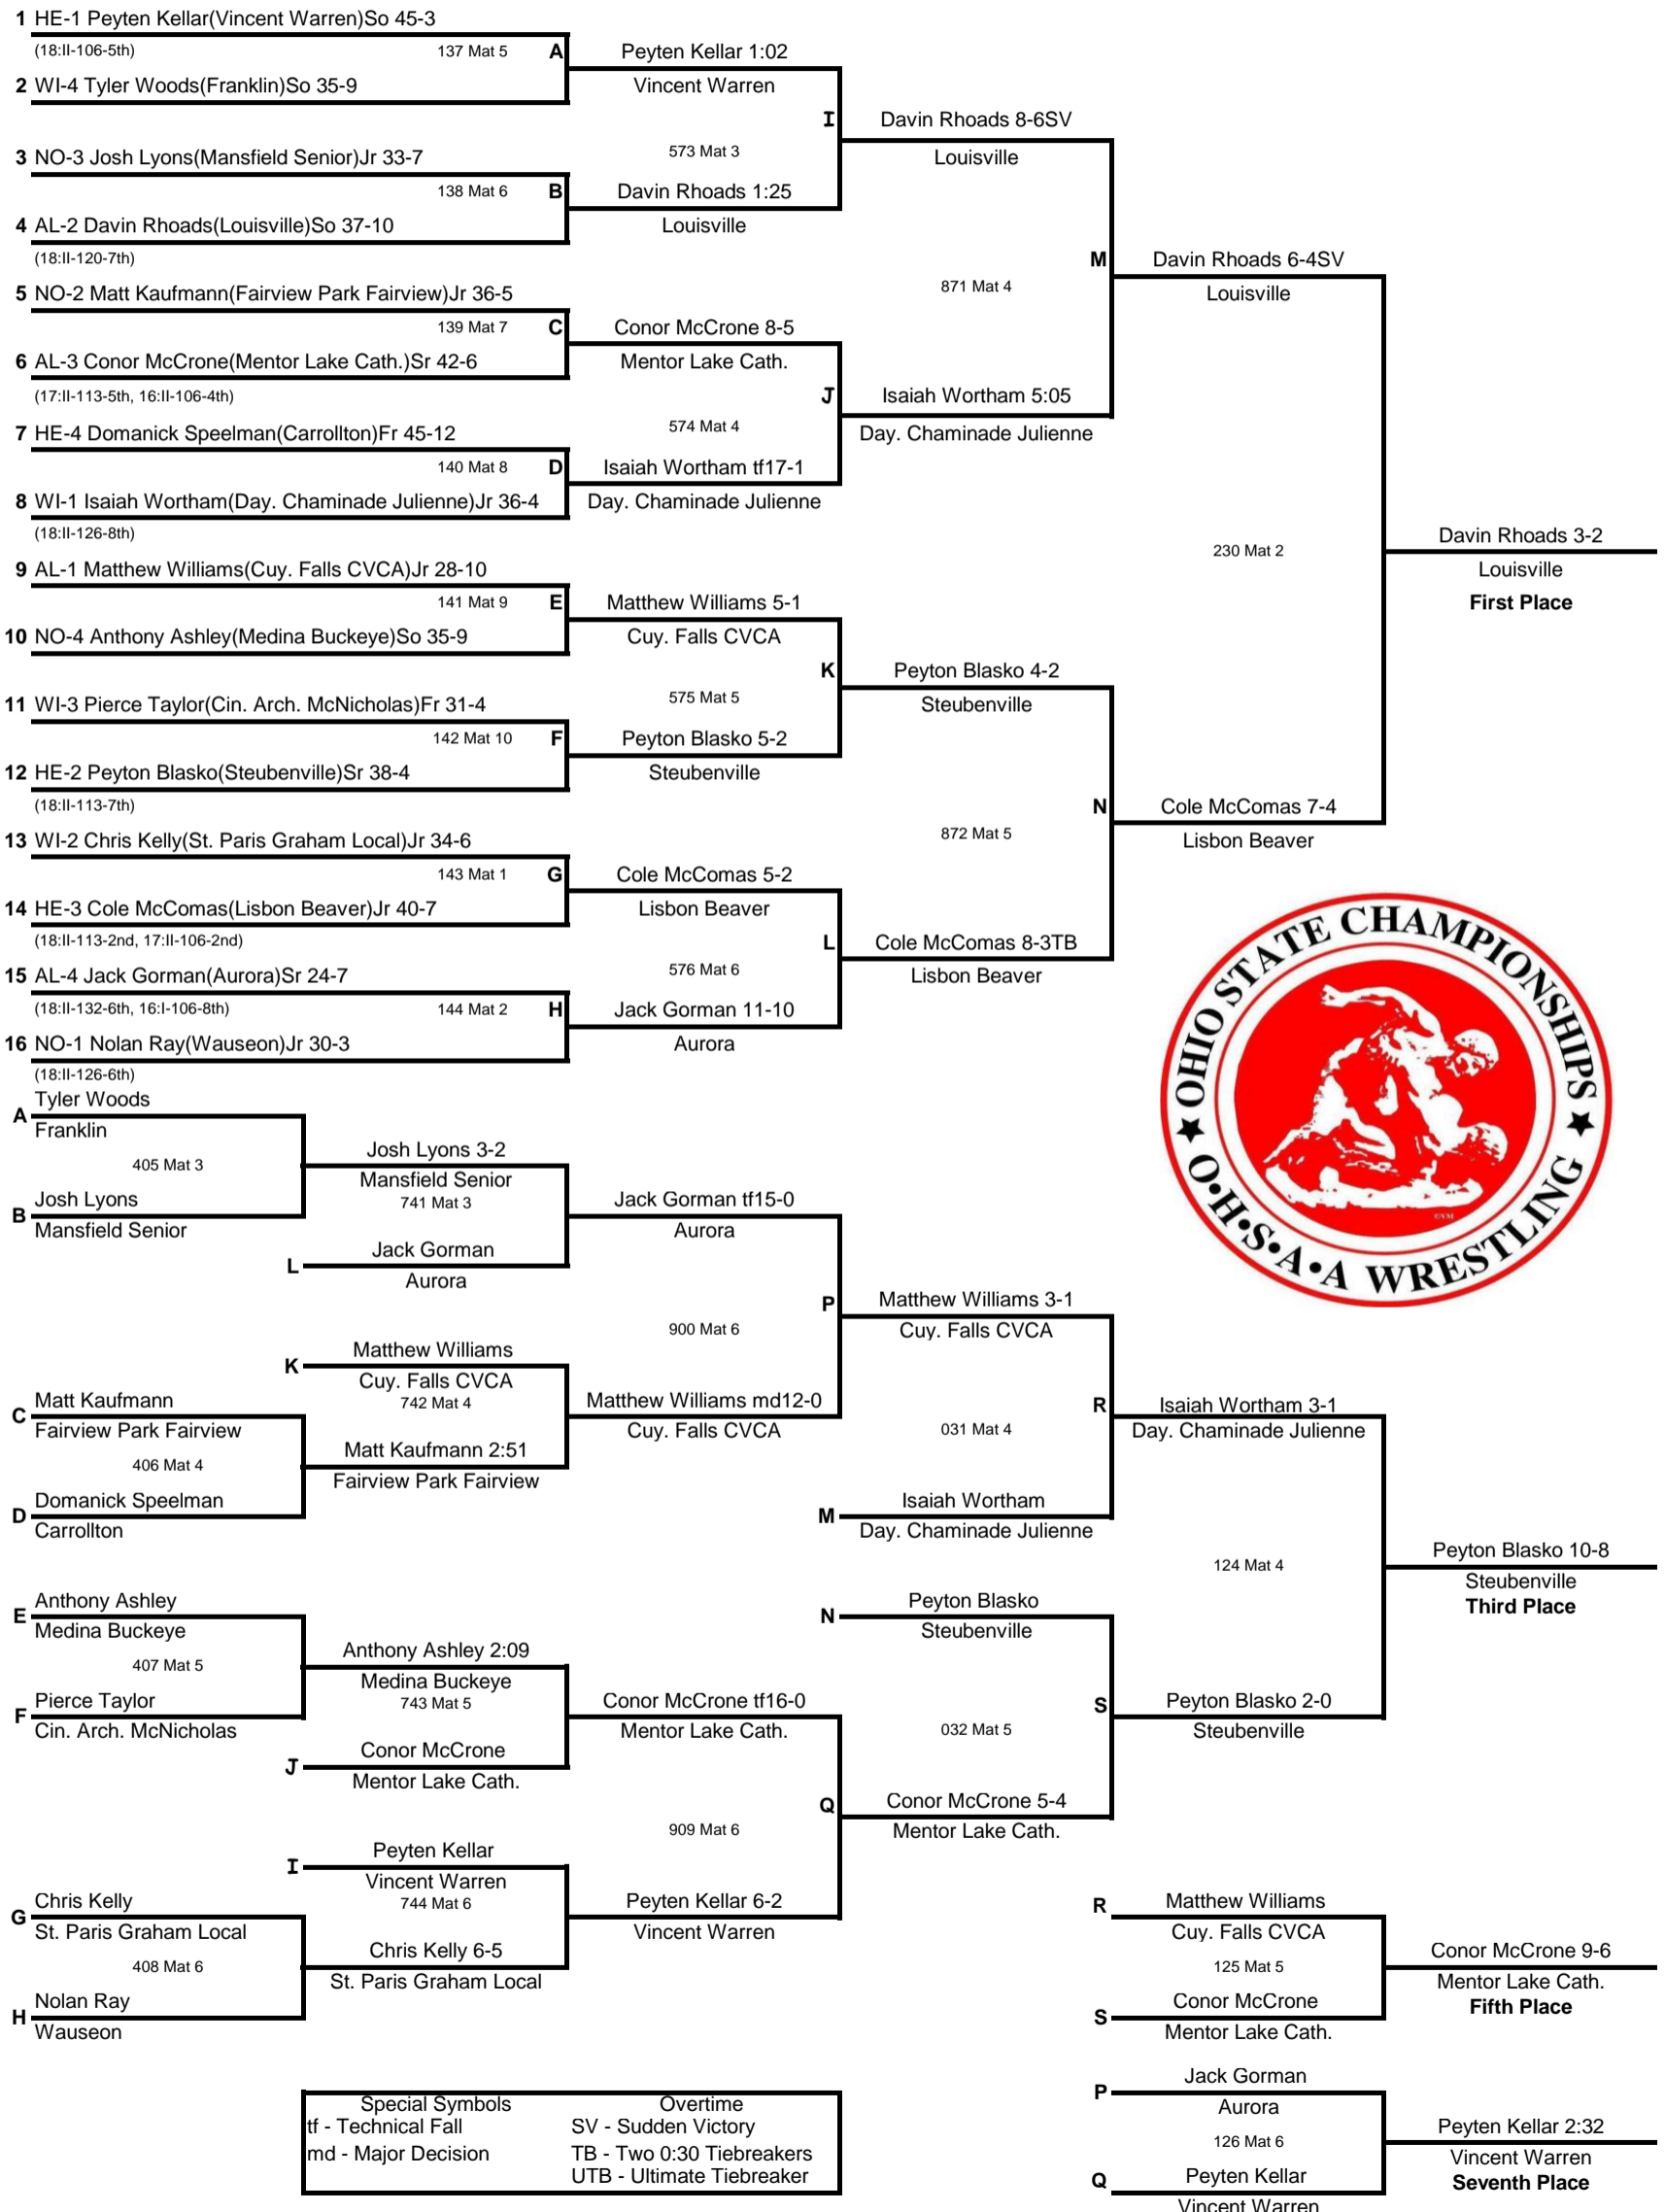 1 HE-1 Peyten Kellar(Vincent Warren)So 45-3
(18:II-106-5th)
137 Mat 5 A
2 WI-4 Tyler Woods(Franklin)So 35-9
Peyten Kellar 1:02
Vincent Warren
3 NO-3 Josh Lyons(Mansfield Senior)Jr 33-7
138 Mat 6 B
4 AL-2 Davin Rhoads(Louisville)So 37-10
(18:II-120-7th)
Davin Rhoads 1:25
Louisville
573 Mat 3
I
Davin Rhoads 8-6SV
Louisville
5 NO-2 Matt Kaufmann(Fairview Park Fairview)Jr 36-5
139 Mat 7 C
6 AL-3 Conor McCrone(Mentor Lake Cath.)Sr 42-6
(17:II-113-5th, 16:II-106-4th)
Conor McCrone 8-5
Mentor Lake Cath.
7 HE-4 Domanick Speelman(Carrollton)Fr 45-12
140 Mat 8 D
8 WI-1 Isaiah Wortham(Day. Chaminade Julienne)Jr 36-4
(18:II-126-8th)
Isaiah Wortham tf17-1
Day. Chaminade Julienne
574 Mat 4
J
Isaiah Wortham 5:05
Day. Chaminade Julienne
871 Mat 4
M
Davin Rhoads 6-4SV
Louisville
9 AL-1 Matthew Williams(Cuy. Falls CVCA)Jr 28-10
141 Mat 9 E
10 NO-4 Anthony Ashley(Medina Buckeye)So 35-9
Matthew Williams 5-1
Cuy. Falls CVCA
11 WI-3 Pierce Taylor(Cin. Arch. McNicholas)Fr 31-4
142 Mat 10 F
12 HE-2 Peyton Blasko(Steubenville)Sr 38-4
(18:II-113-7th)
Peyton Blasko 5-2
Steubenville
575 Mat 5
K
Peyton Blasko 4-2
Steubenville
13 WI-2 Chris Kelly(St. Paris Graham Local)Jr 34-6
143 Mat 1 G
14 HE-3 Cole McComas(Lisbon Beaver)Jr 40-7
(18:II-113-2nd, 17:II-106-2nd)
Cole McComas 5-2
Lisbon Beaver
15 AL-4 Jack Gorman(Aurora)Sr 24-7
(18:II-132-6th, 16:I-106-8th)
144 Mat 2 H
16 NO-1 Nolan Ray(Wauseon)Jr 30-3
(18:II-126-6th)
Jack Gorman 11-10
Aurora
576 Mat 6
L
Cole McComas 8-3TB
Lisbon Beaver
872 Mat 5
N
Cole McComas 7-4
Lisbon Beaver
230 Mat 2
Davin Rhoads 3-2
Louisville
First Place
★ OHIO STATE CHAMPIONSHIPS ★
O•H•S•A•A WRESTLING
©VM
A Tyler Woods
Franklin
405 Mat 3
B Josh Lyons
Mansfield Senior
Josh Lyons 3-2
Mansfield Senior
741 Mat 3
L Jack Gorman
Aurora
Jack Gorman tf15-0
Aurora
K Matthew Williams
Cuy. Falls CVCA
742 Mat 4
C Matt Kaufmann
Fairview Park Fairview
406 Mat 4
D Domanick Speelman
Carrollton
Matt Kaufmann 2:51
Fairview Park Fairview
Matthew Williams md12-0
Cuy. Falls CVCA
900 Mat 6
P
Matthew Williams 3-1
Cuy. Falls CVCA
031 Mat 4
M Isaiah Wortham
Day. Chaminade Julienne
R
Isaiah Wortham 3-1
Day. Chaminade Julienne
E Anthony Ashley
Medina Buckeye
407 Mat 5
F Pierce Taylor
Cin. Arch. McNicholas
Anthony Ashley 2:09
Medina Buckeye
743 Mat 5
J Conor McCrone
Mentor Lake Cath.
Conor McCrone tf16-0
Mentor Lake Cath.
I Peyten Kellar
Vincent Warren
744 Mat 6
G Chris Kelly
St. Paris Graham Local
408 Mat 6
H Nolan Ray
Wauseon
Chris Kelly 6-5
St. Paris Graham Local
Peyten Kellar 6-2
Vincent Warren
909 Mat 6
Q
Conor McCrone 5-4
Mentor Lake Cath.
N Peyton Blasko
Steubenville
032 Mat 5
S
Peyton Blasko 2-0
Steubenville
124 Mat 4
Peyton Blasko 10-8
Steubenville
Third Place
R Matthew Williams
Cuy. Falls CVCA
125 Mat 5
S Conor McCrone
Mentor Lake Cath.
Conor McCrone 9-6
Mentor Lake Cath.
Fifth Place
P Jack Gorman
Aurora
126 Mat 6
Q Peyten Kellar
Vincent Warren
Peyten Kellar 2:32
Vincent Warren
Seventh Place
Special Symbols Overtime
tf - Technical Fall SV - Sudden Victory
md - Major Decision TB - Two 0:30 Tiebreakers
UTB - Ultimate Tiebreaker